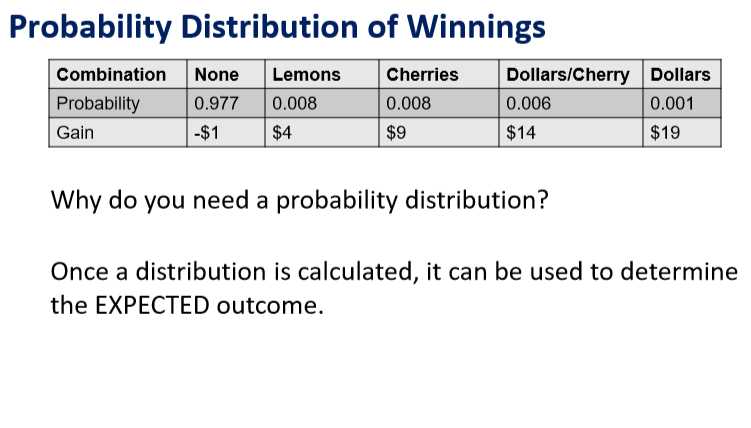 Probability Distribution of Winnings
Combination None Lemons Cherries Dollars/Cherry Dollars
Probability 0.977 0.008 0.008 0.006 0.001
Gain -$1 $4 $9 $14 $19
Why do you need a probability distribution?
Once a distribution is calculated, it can be used to determine
the EXPECTED outcome.